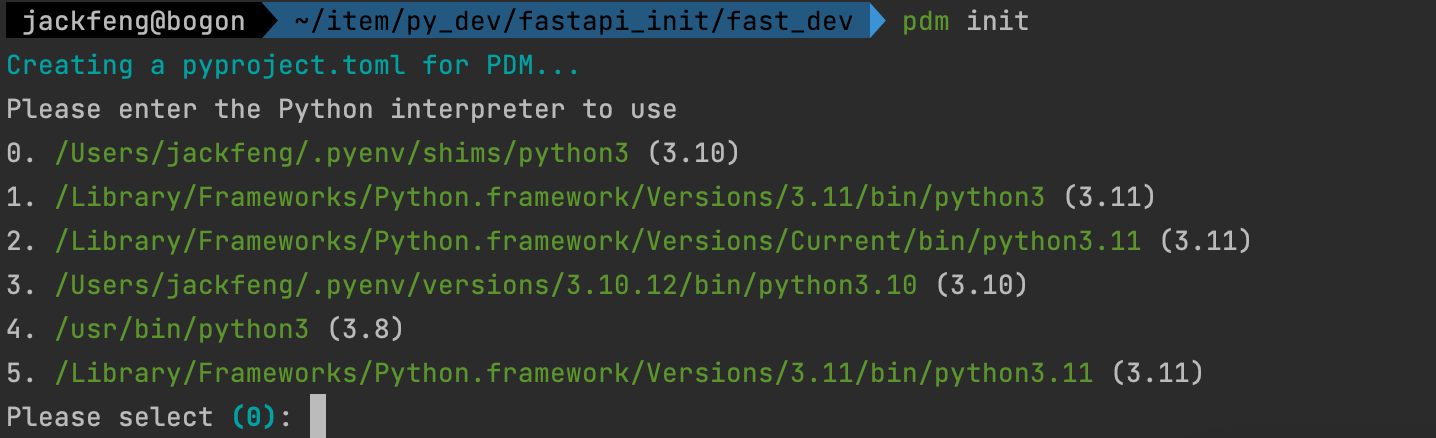 jackfeng@bogon ~/item/py_dev/fastapi_init/fast_dev pdm init
Creating a pyproject.toml for PDM...
Please enter the Python interpreter to use
0. /Users/jackfeng/.pyenv/shims/python3 (3.10)
1. /Library/Frameworks/Python.framework/Versions/3.11/bin/python3 (3.11)
2. /Library/Frameworks/Python.framework/Versions/Current/bin/python3.11 (3.11)
3. /Users/jackfeng/.pyenv/versions/3.10.12/bin/python3.10 (3.10)
4. /usr/bin/python3 (3.8)
5. /Library/Frameworks/Python.framework/Versions/3.11/bin/python3.11 (3.11)
Please select (0):